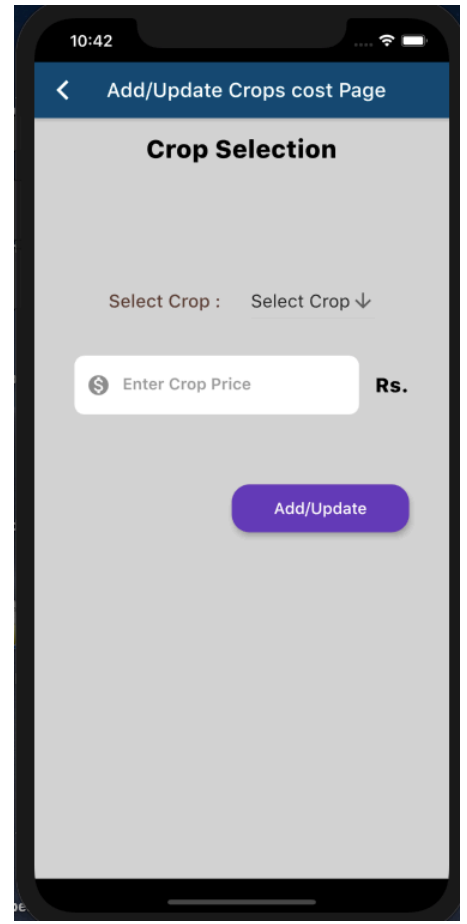 10:42
Add/Update Crops cost Page
Crop Selection
Select Crop : Select Crop
Enter Crop Price Rs.
Add/Update